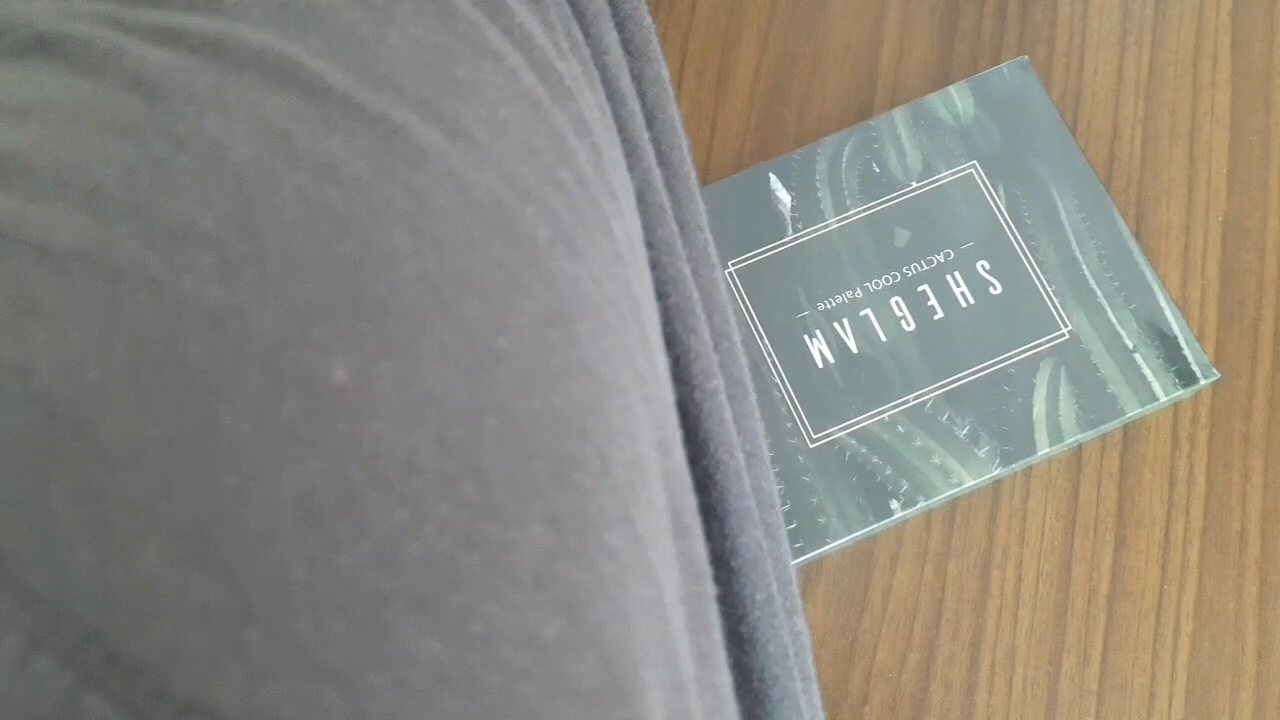 SHEGLAM
— CACTUS COOL Palette —